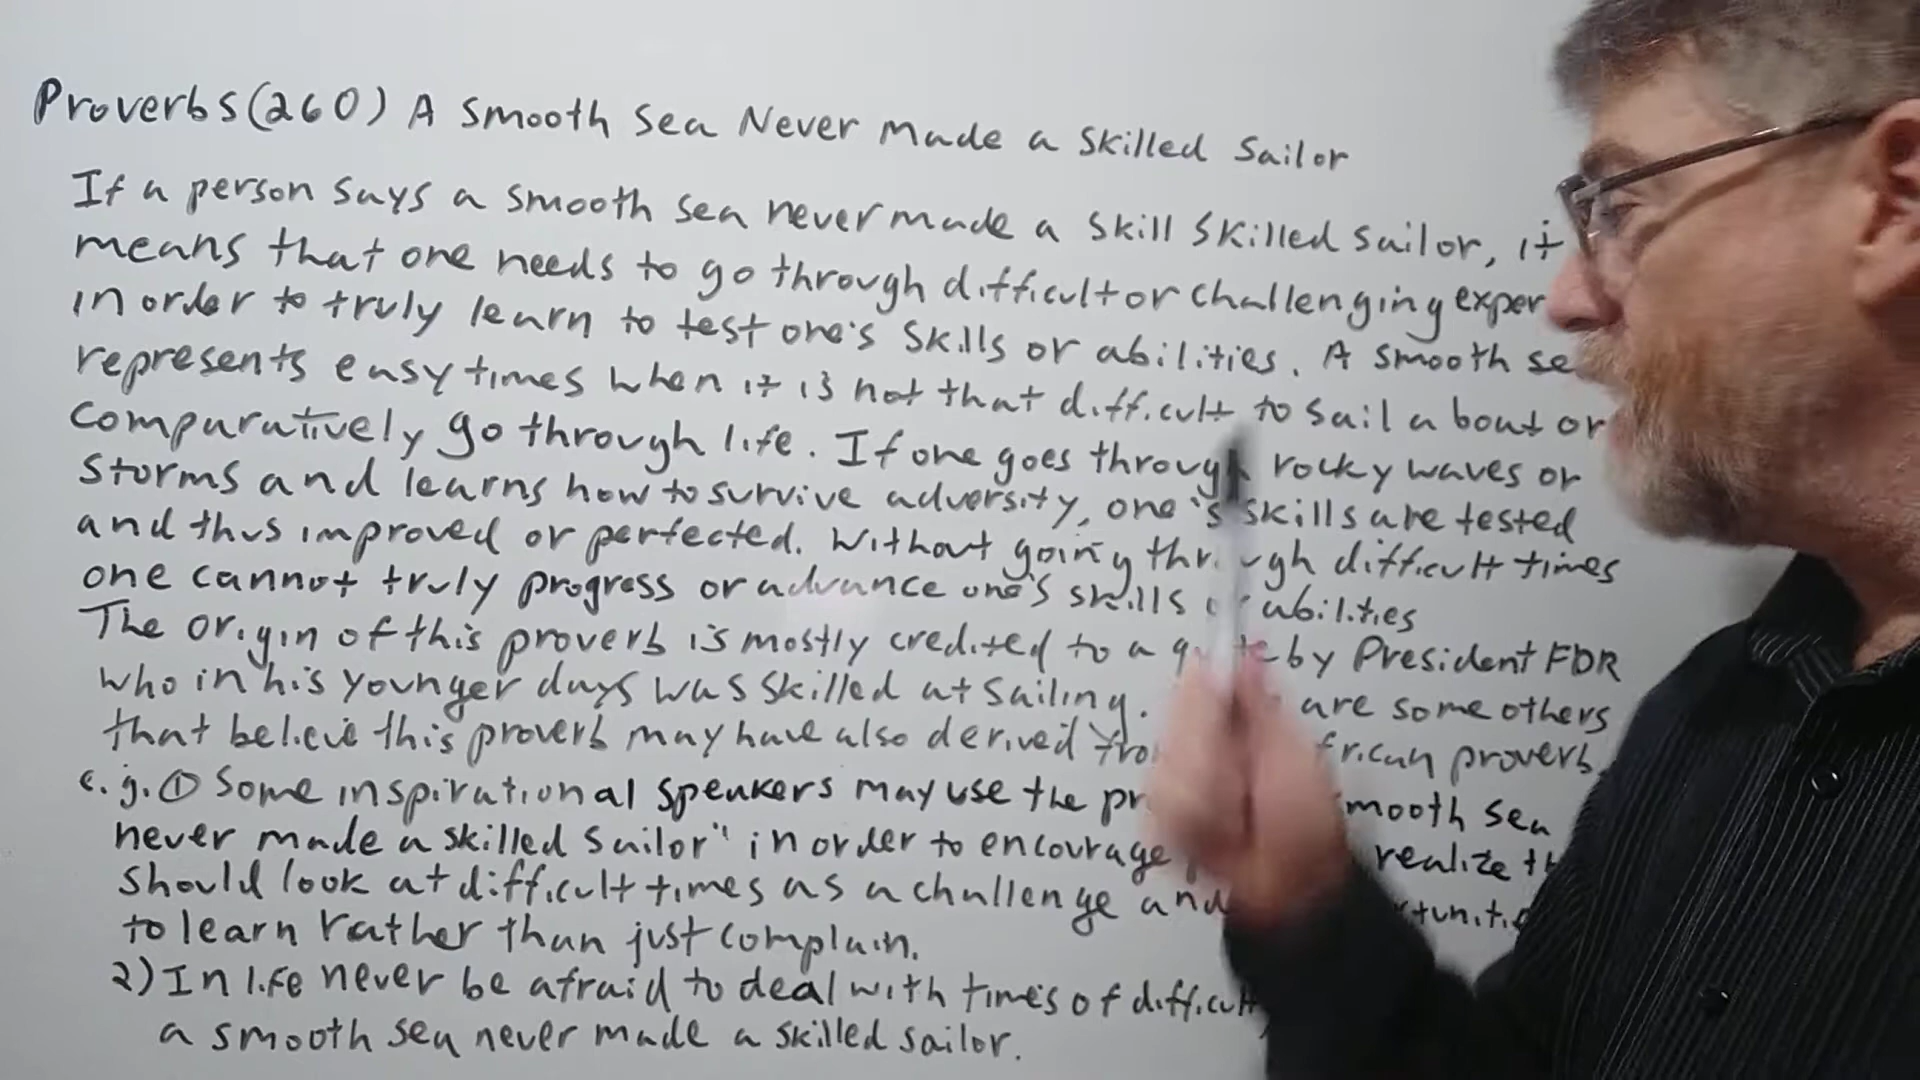 Proverbs (260) A Smooth Sea Never Made a Skilled Sailor
If a person says a smooth sea never made a skill skilled sailor, it
means that one needs to go through difficult or challenging exper
in order to truly learn to test one's skills or abilities. A smooth se
represents easy times when it is not that difficult to sail a boat or
comparatively go through life. If one goes through rocky waves or
storms and learns how to survive adversity, one's skills are tested
and thus improved or perfected. Without going through difficult times
one cannot truly progress or advance one's skills or abilities
The origin of this proverb is mostly credited to a quote by President FDR
who in his younger days was skilled at sailing. are some others
that believe this proverb may have also derived from African proverb.
e.g. ① Some inspirational speakers may use the smooth sea
never made a skilled sailor" in order to encourage realize
should look at difficult times as a challenge and
to learn rather than just complain.
2) In life never be afraid to deal with times of difficult
a smooth sea never made a skilled sailor.